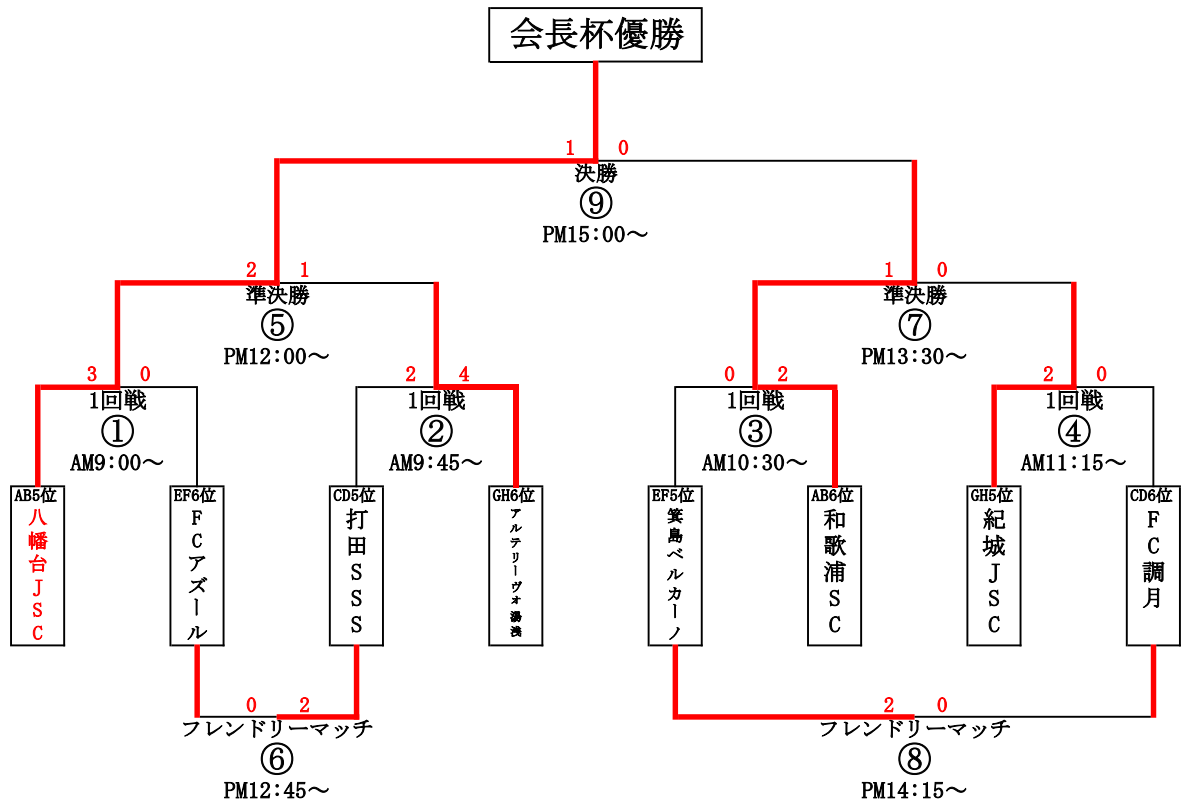 会長杯優勝
1 0
決勝
⑨
PM15:00～
2 1
準決勝
⑤
PM12:00～
1 0
準決勝
⑦
PM13:30～
3 0
1回戦
①
AM9:00～
2 4
1回戦
②
AM9:45～
0 2
1回戦
③
AM10:30～
2 0
1回戦
④
AM11:15～
AB5位
八幡台JSC
EF6位
FCアズール
CD5位
打田SSS
GH6位
アルテリーヴォ湯浅
EF5位
箕島ベルカーノ
AB6位
和歌浦SC
GH5位
紀城JSC
CD6位
FC調月
0 2
フレンドリーマッチ
⑥
PM12:45～
2 0
フレンドリーマッチ
⑧
PM14:15～